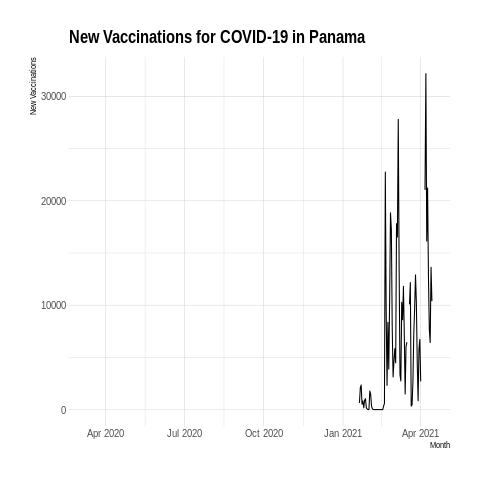 New Vaccinations for COVID-19 in Panama
New Vaccinations
30000
20000
10000
0
Apr 2020 Jul 2020 Oct 2020 Jan 2021 Apr 2021
Month